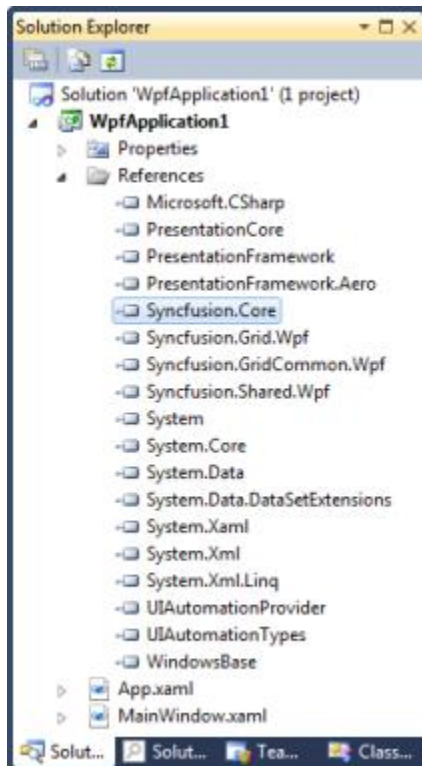 Solution Explorer
Solution 'WpfApplication1' (1 project)
WpfApplication1
Properties
References
Microsoft.CSharp
PresentationCore
PresentationFramework
PresentationFramework.Aero
Syncfusion.Core
Syncfusion.Grid.Wpf
Syncfusion.GridCommon.Wpf
Syncfusion.Shared.Wpf
System
System.Core
System.Data
System.Data.DataSetExtensions
System.Xaml
System.Xml
System.Xml.Linq
UIAutomationProvider
UIAutomationTypes
WindowsBase
App.xaml
MainWindow.xaml
Solut... Solut... Tea... Class...